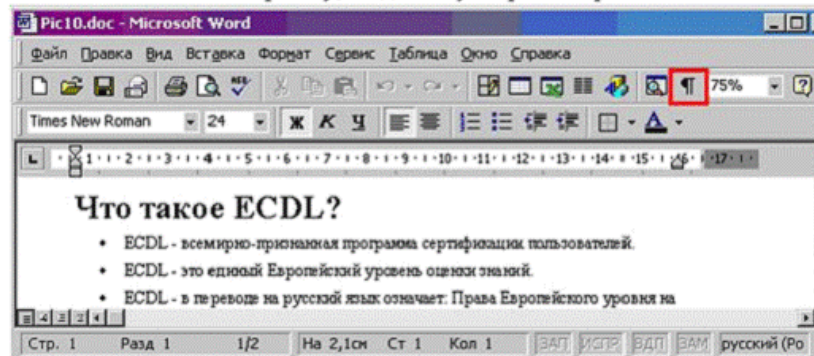 Pic10.doc - Microsoft Word
Файл Правка Вид Вставка Формат Сервис Таблица Окно Справка
75%
Times New Roman 24 Ж К Ч
1 2 3 4 5 6 7 8 9 10 11 12 13 14 15 16 17
Что такое ECDL?
• ECDL - всемирно-признанная программа сертификации пользователей.
• ECDL - это единый Европейский уровень оценки знаний.
• ECDL - в переводе на русский язык означает: Права Европейского уровня на
Стр. 1 Разд 1 1/2 На 2,1см Ст 1 Кол 1 ЗАП ИСПР ВДЛ ЗАМ русский (Ро